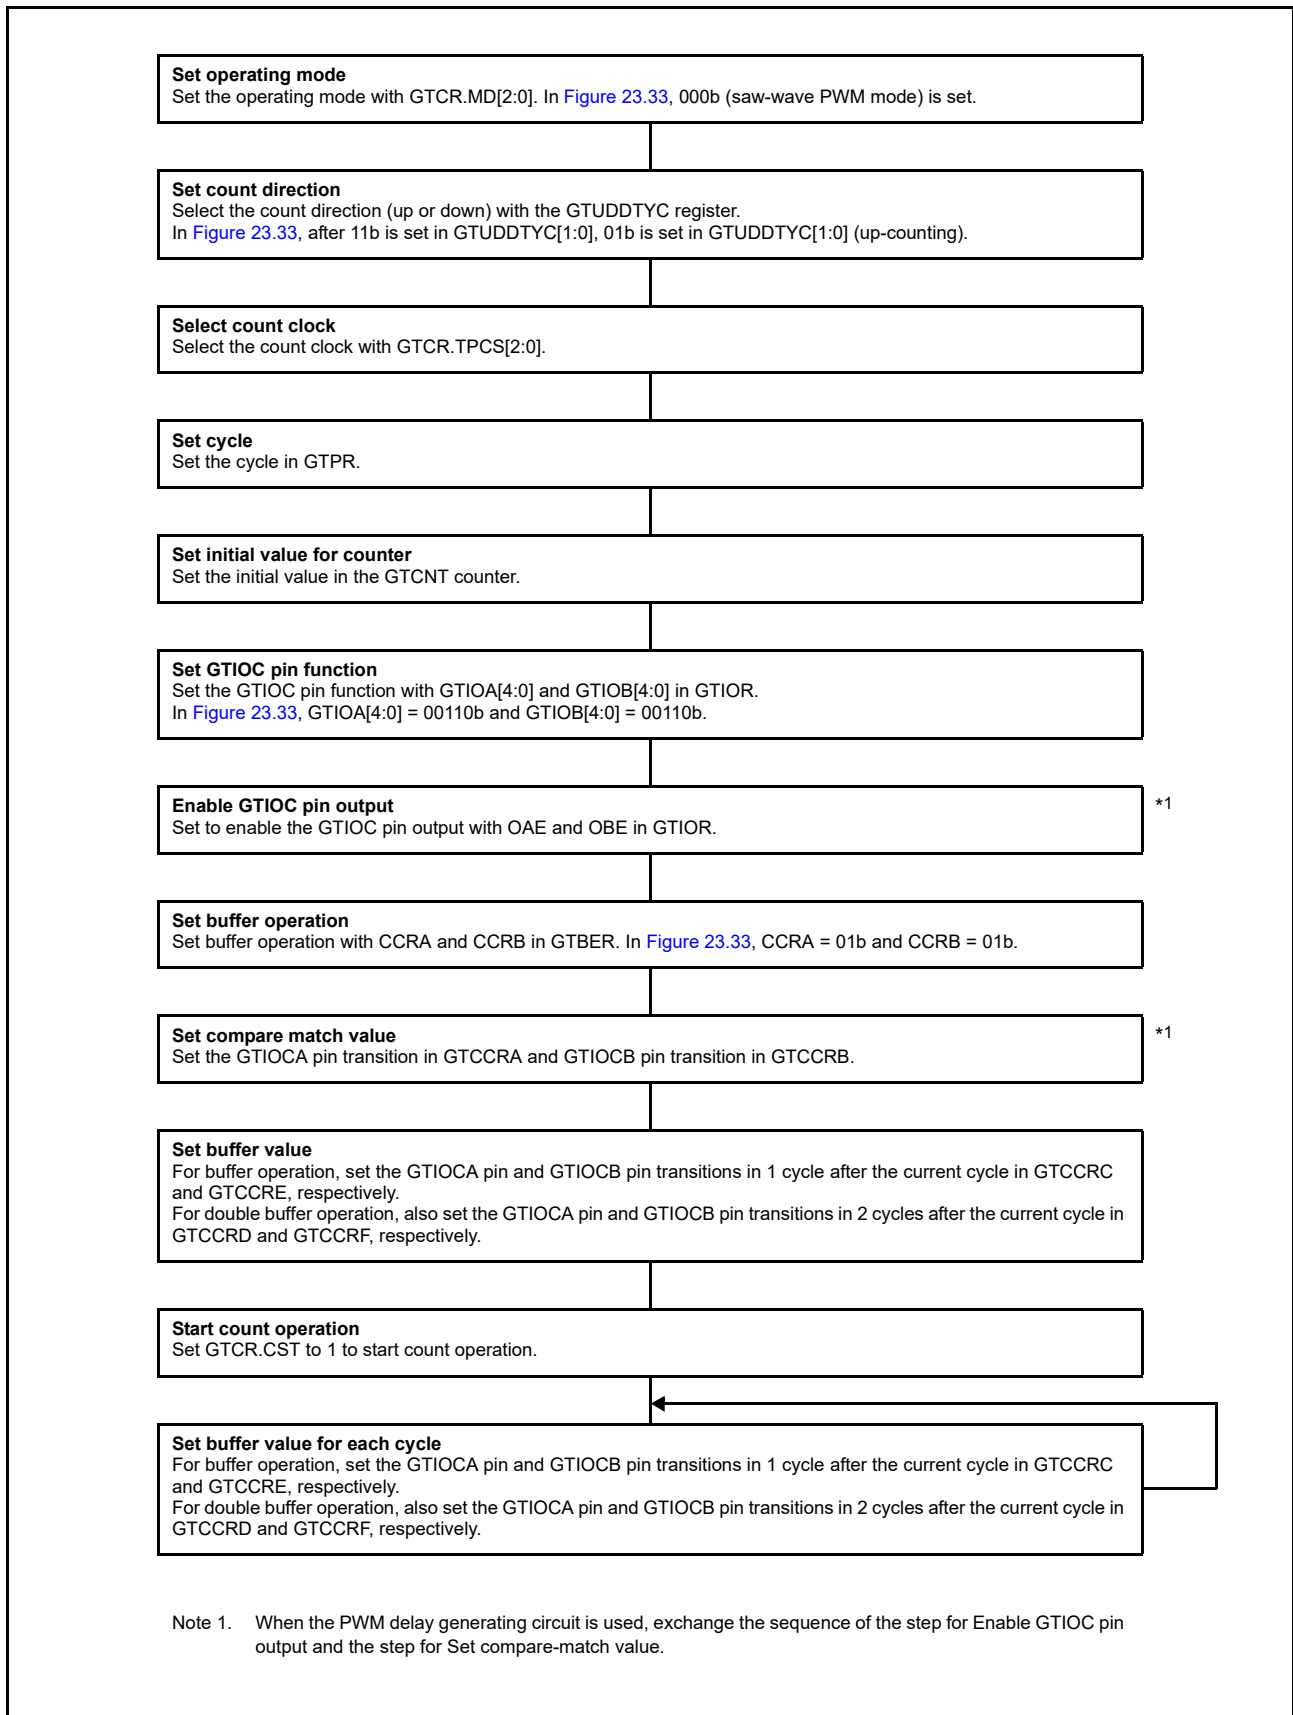 Set operating mode
Set the operating mode with GTCR.MD[2:0]. In Figure 23.33, 000b (saw-wave PWM mode) is set.
Set count direction
Select the count direction (up or down) with the GTUDDTYC register.
In Figure 23.33, after 11b is set in GTUDDTYC[1:0], 01b is set in GTUDDTYC[1:0] (up-counting).
Select count clock
Select the count clock with GTCR.TPCS[2:0].
Set cycle
Set the cycle in GTPR.
Set initial value for counter
Set the initial value in the GTCNT counter.
Set GTIOC pin function
Set the GTIOC pin function with GTIOA[4:0] and GTIOB[4:0] in GTIOR.
In Figure 23.33, GTIOA[4:0] = 00110b and GTIOB[4:0] = 00110b.
Enable GTIOC pin output
*1
Set to enable the GTIOC pin output with OAE and OBE in GTIOR.
Set buffer operation
Set buffer operation with CCRA and CCRB in GTBER. In Figure 23.33, CCRA = 01b and CCRB = 01b.
Set compare match value
*1
Set the GTIOCA pin transition in GTCCRA and GTIOCB pin transition in GTCCRB.
Set buffer value
For buffer operation, set the GTIOCA pin and GTIOCB pin transitions in 1 cycle after the current cycle in GTCCRC
and GTCCRE, respectively.
For double buffer operation, also set the GTIOCA pin and GTIOCB pin transitions in 2 cycles after the current cycle in
GTCCRD and GTCCRF, respectively.
Start count operation
Set GTCR.CST to 1 to start count operation.
Set buffer value for each cycle
For buffer operation, set the GTIOCA pin and GTIOCB pin transitions in 1 cycle after the current cycle in GTCCRC
and GTCCRE, respectively.
For double buffer operation, also set the GTIOCA pin and GTIOCB pin transitions in 2 cycles after the current cycle in
GTCCRD and GTCCRF, respectively.
Note 1. When the PWM delay generating circuit is used, exchange the sequence of the step for Enable GTIOC pin
output and the step for Set compare-match value.